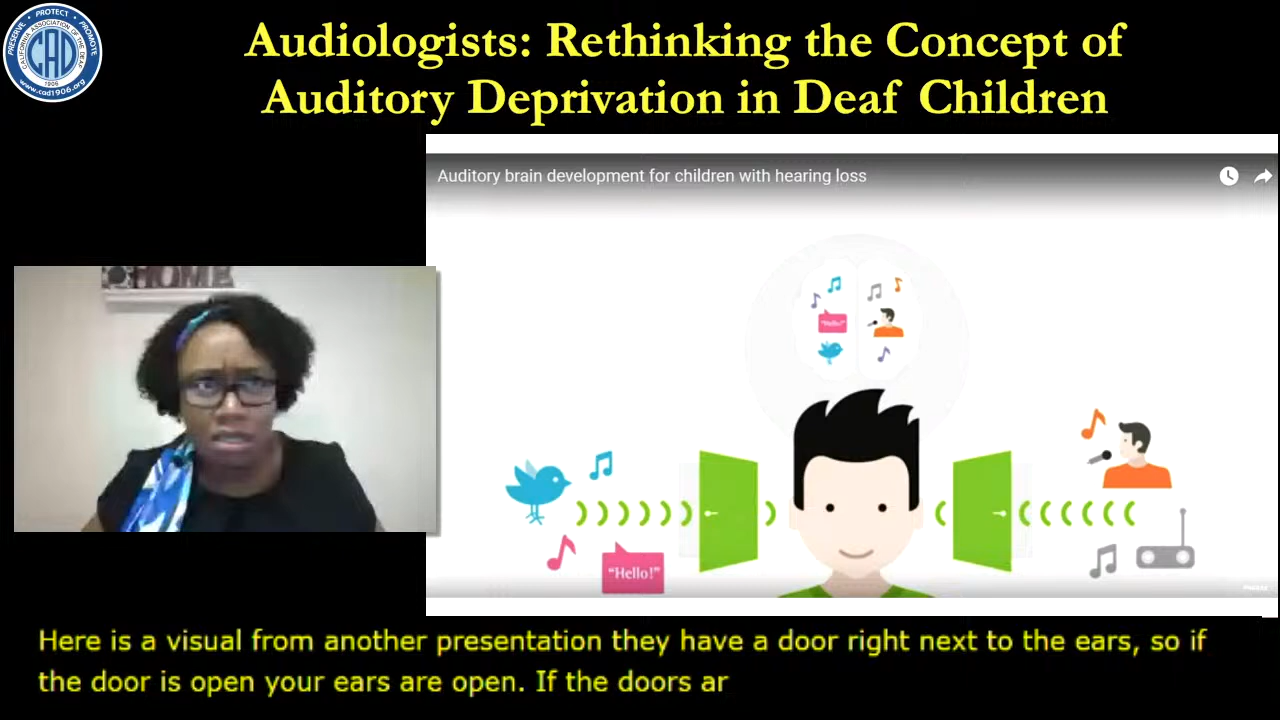 PRESERVE • PROTECT • PROMOTE
CALIFORNIA ASSOCIATION OF THE DEAF
CAD
1906
www.cad1906.org
Audiologists: Rethinking the Concept of
Auditory Deprivation in Deaf Children
Auditory brain development for children with hearing loss
HOME
"Hello!"
"Hello!"
Here is a visual from another presentation they have a door right next to the ears, so if
the door is open your ears are open. If the doors ar